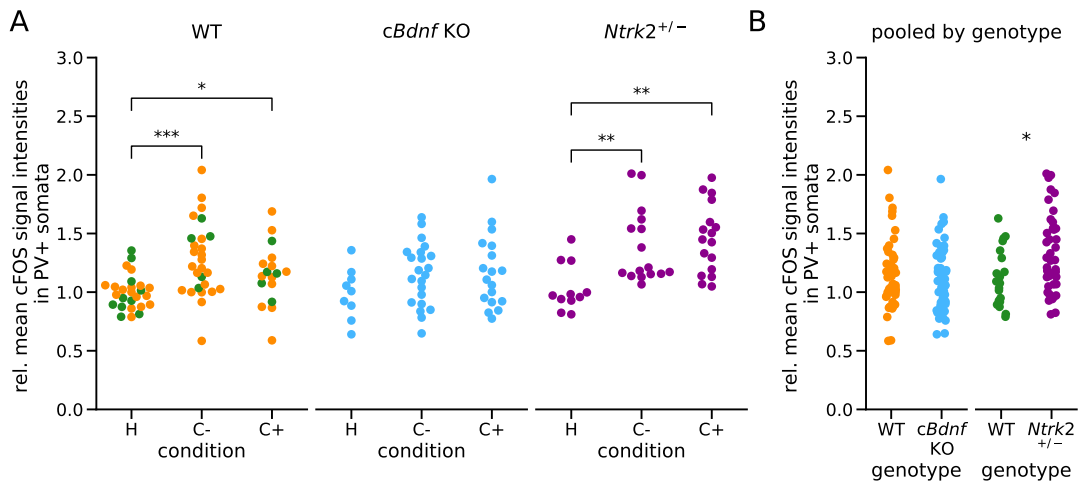 A
B
WT
cBdnf KO
Ntrk2+/−
pooled by genotype
rel. mean cFOS signal intensities
in PV+ somata
3.0
2.5
2.0
1.5
1.0
0.5
0.0
*
***
**
**
H
C-
C+
condition
H
C-
C+
condition
H
C-
C+
condition
rel. mean cFOS signal intensities
in PV+ somata
3.0
2.5
2.0
1.5
1.0
0.5
0.0
*
WT
cBdnf
KO
genotype
WT
Ntrk2
+/−
genotype